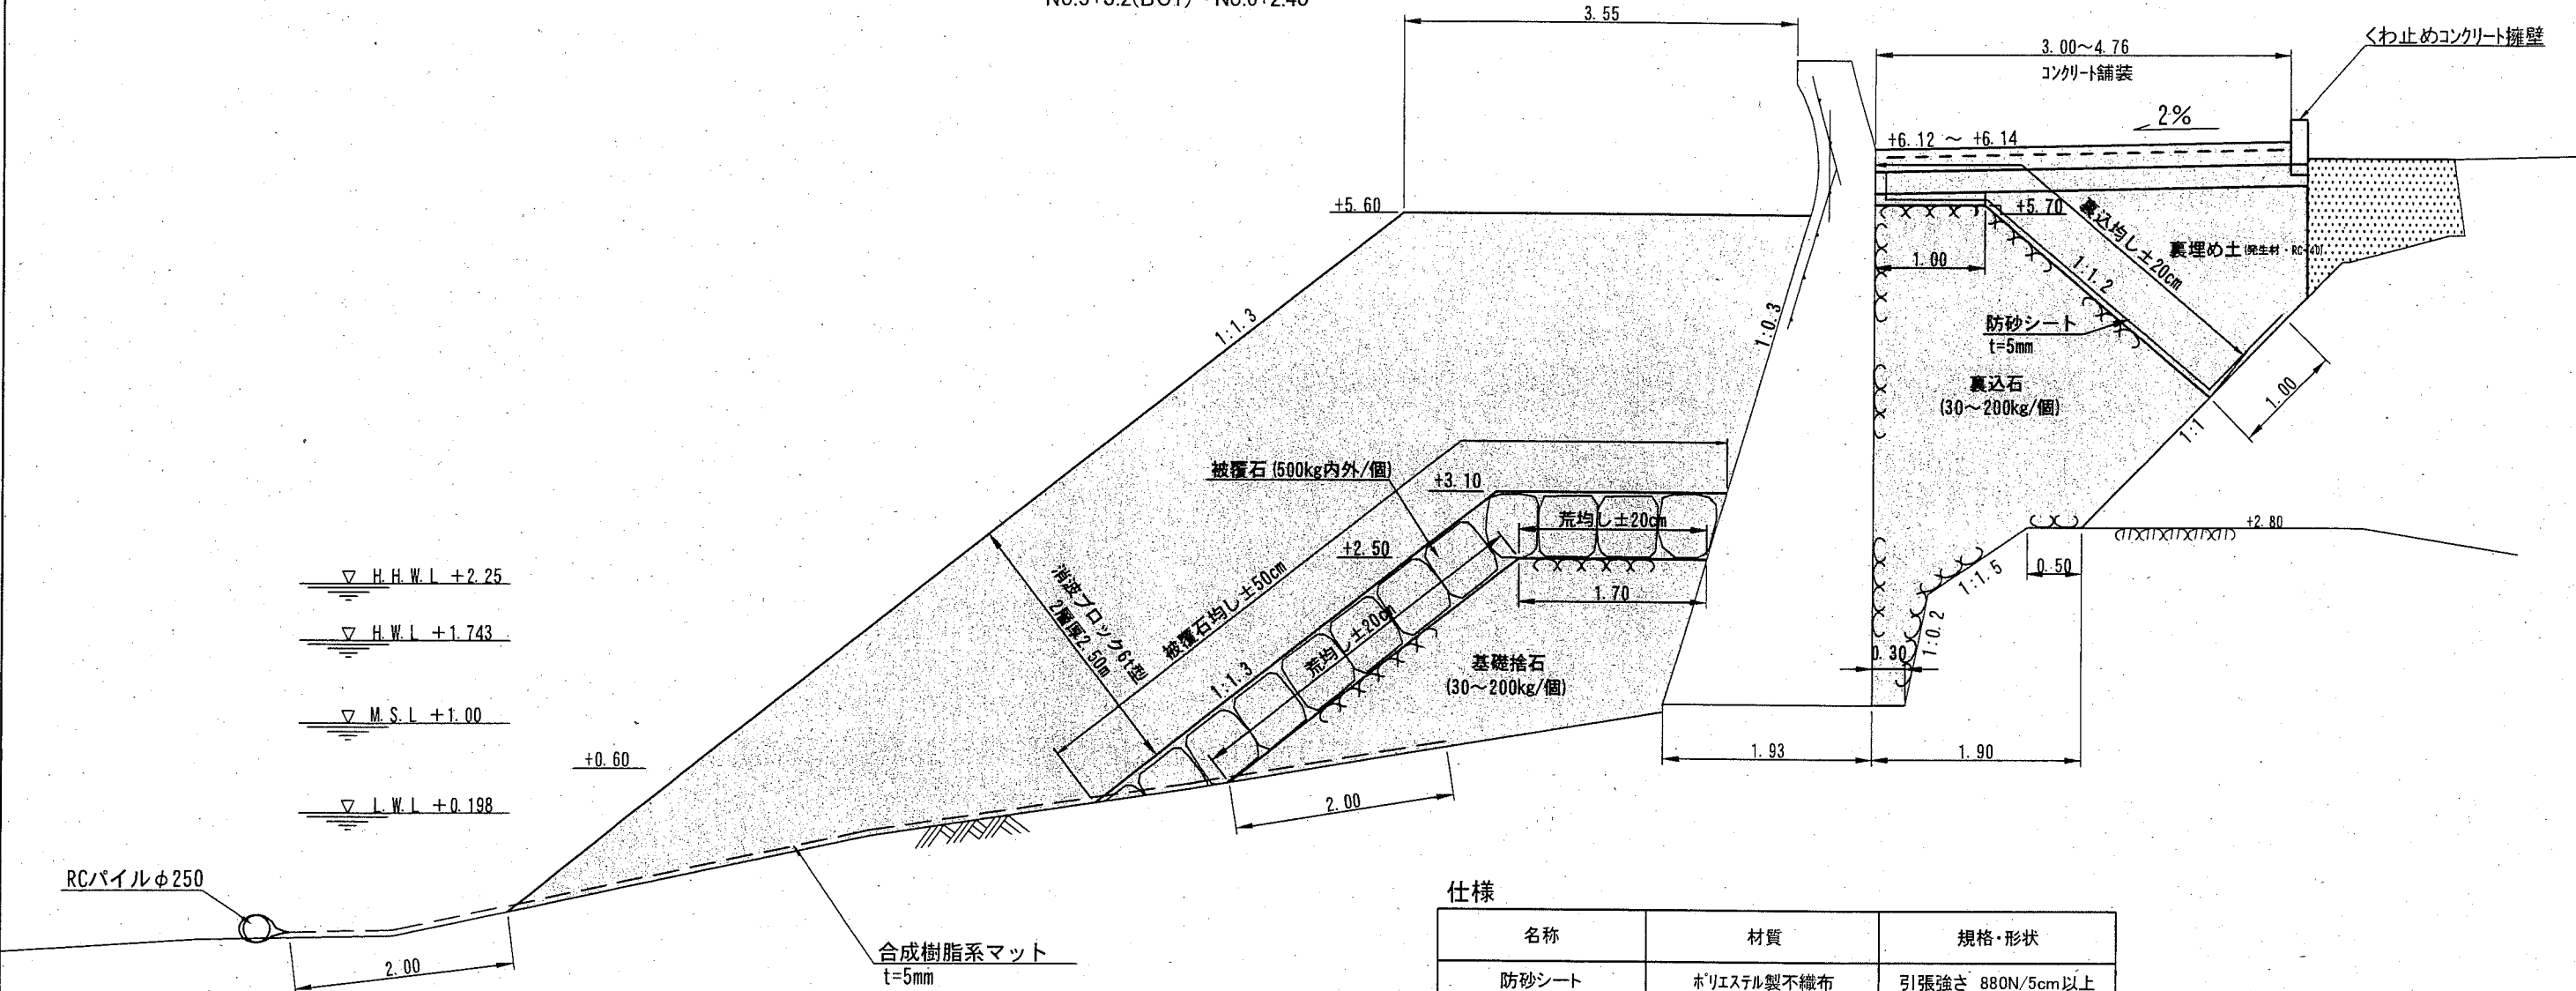 3.55
くわ止めコンクリート擁壁
3.00～4.76
コンクリート舗装
2%
+6.12 ～ +6.14
+5.60
+5.70
裏込均し±20cm
裏埋め土
1.00
1:1.2
1:1.3
1:0.3
防砂シート
t=5mm
裏込石
(30～200kg/個)
1.00
1:1
被覆石 (500kg内外/個)
+3.10
荒均し±20cm
+2.50
+2.80
H.H.W.L +2.25
消波ブロック6t型
2層厚2.50m
被覆石均し±50cm
1.70
0.50
1:1.5
H.W.L +1.743
荒均し±20cm
1:1.3
基礎捨石
(30～200kg/個)
0.30
1:0.2
M.S.L +1.00
+0.60
1.93
1.90
L.W.L +0.198
2.00
RCパイルφ250
合成樹脂系マット
t=5mm
2.00
仕様
名称 材質 規格・形状
防砂シート ポリエステル製不織布 引張強さ 880N/5cm以上